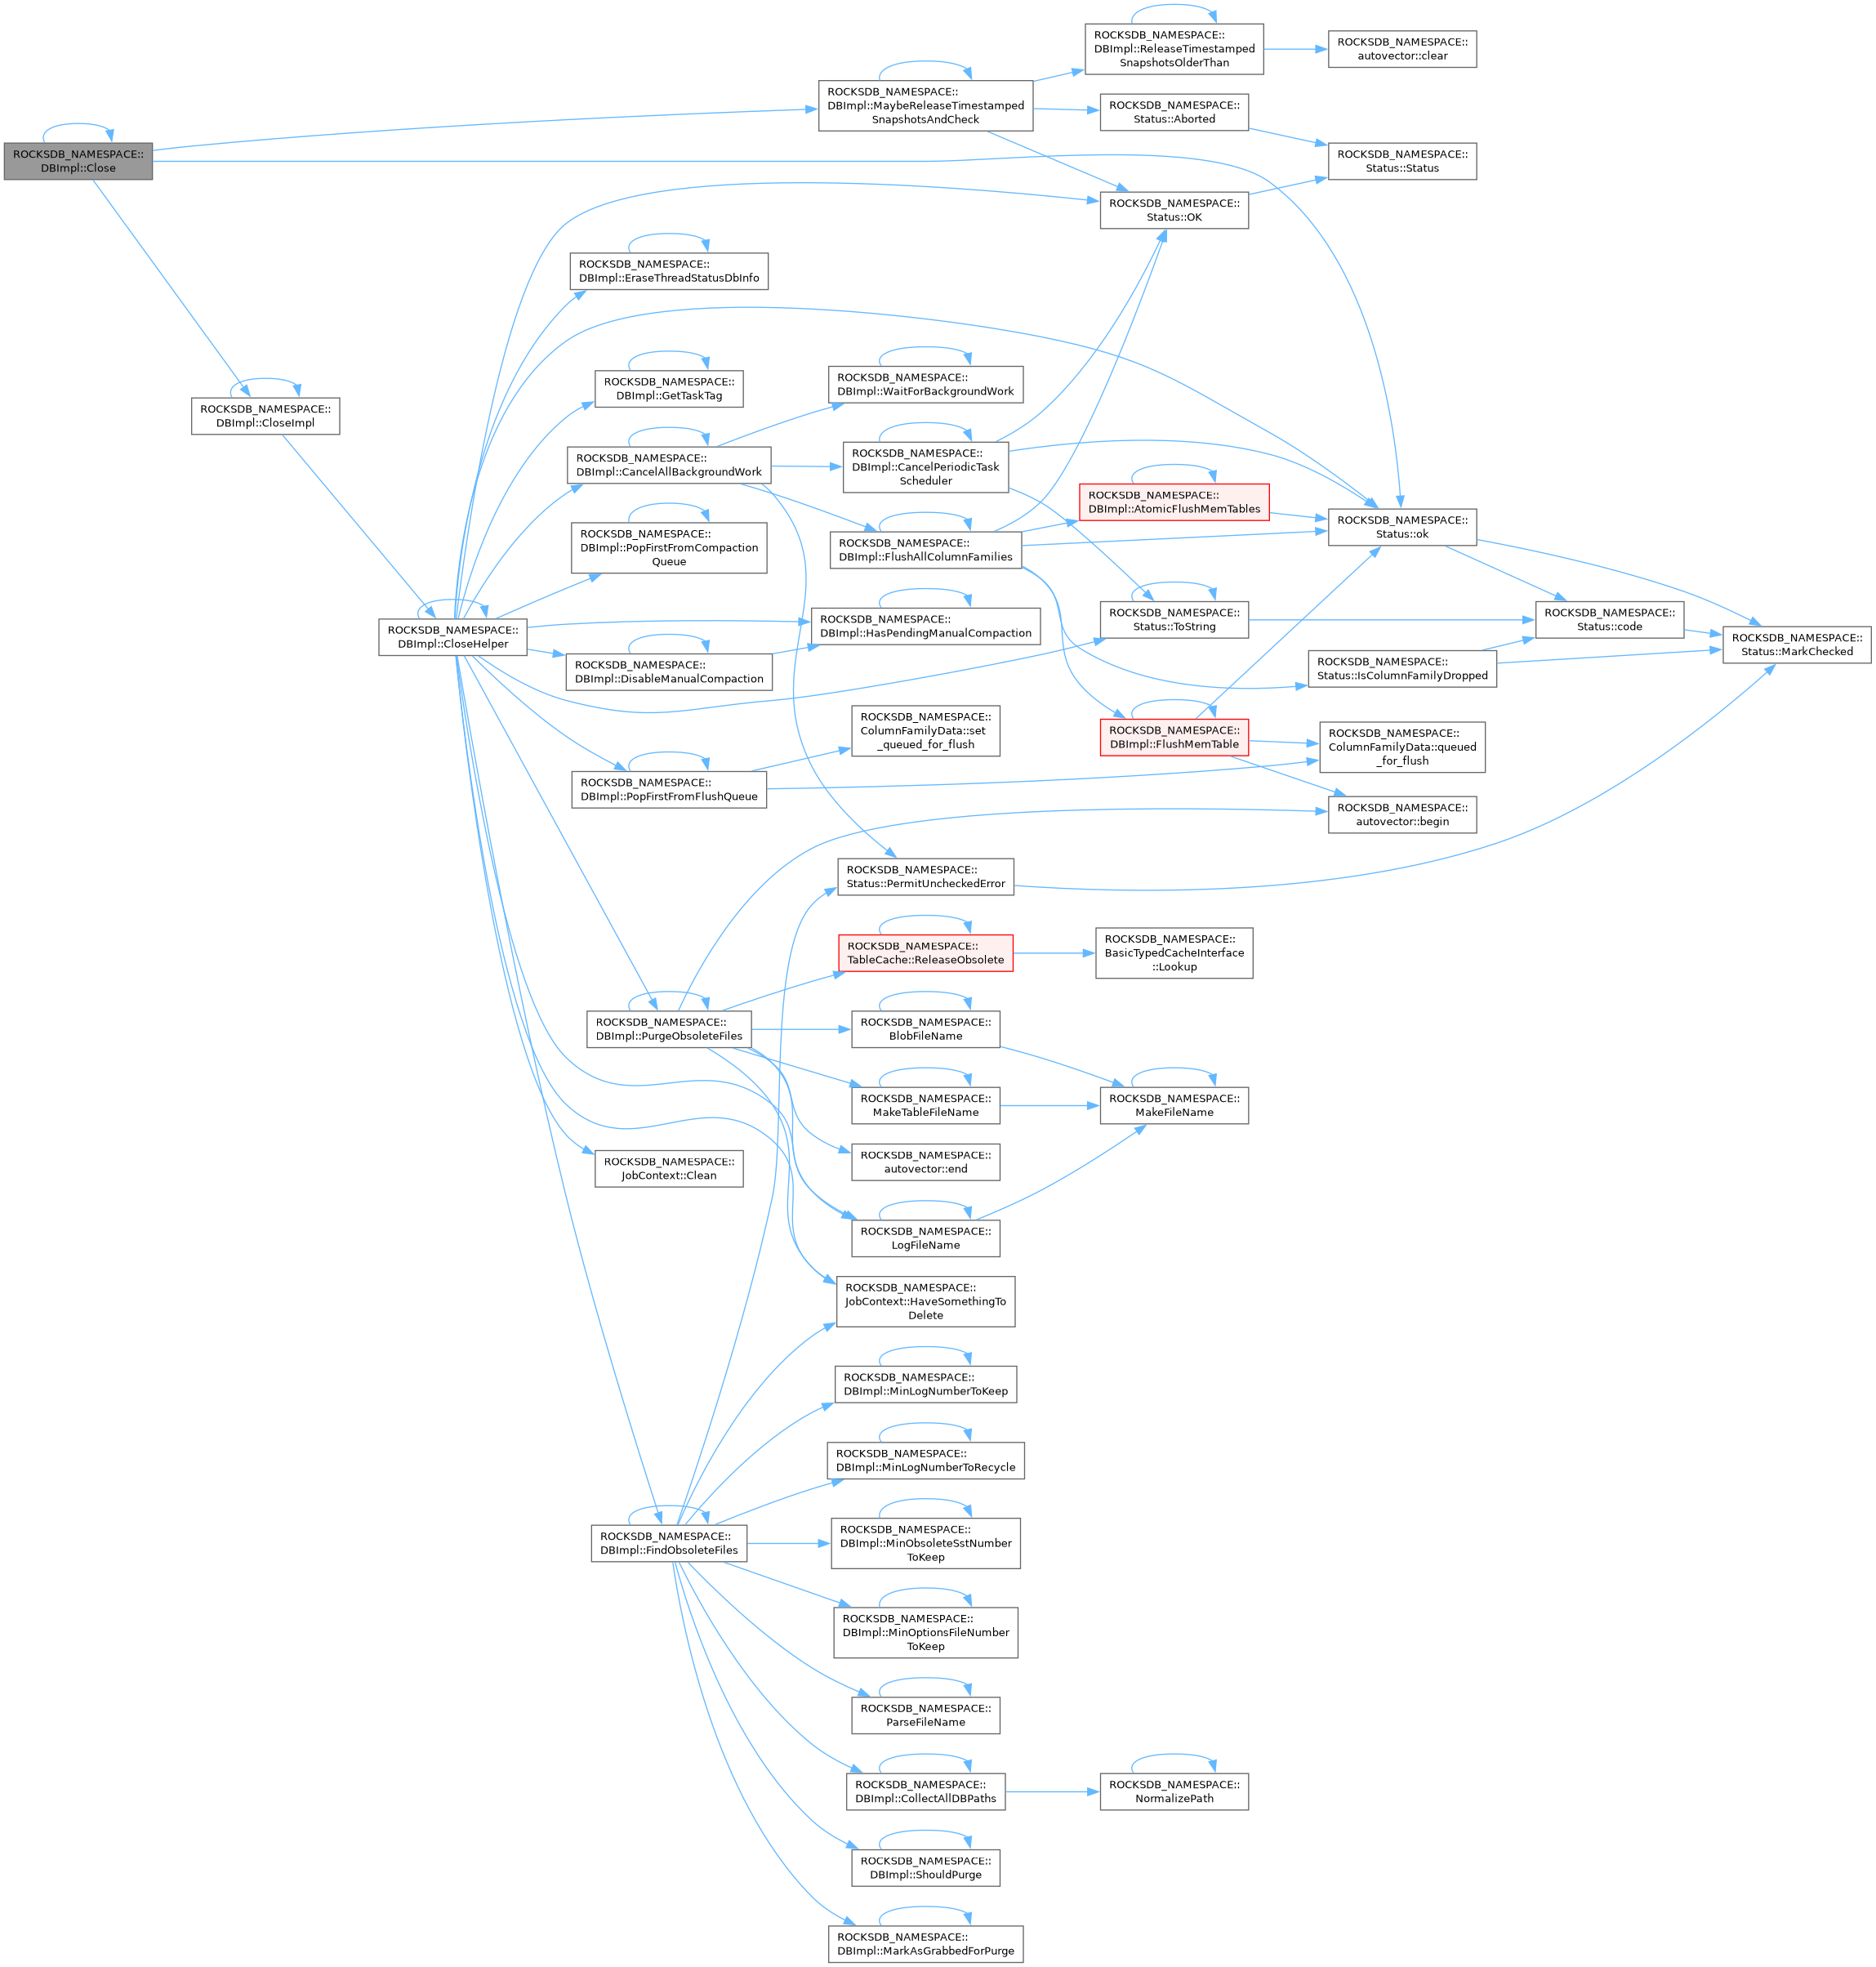 ROCKSDB_NAMESPACE::
DBImpl::Close
ROCKSDB_NAMESPACE::
DBImpl::CloseImpl
ROCKSDB_NAMESPACE::
DBImpl::CloseHelper
ROCKSDB_NAMESPACE::
DBImpl::EraseThreadStatusDbInfo
ROCKSDB_NAMESPACE::
DBImpl::GetTaskTag
ROCKSDB_NAMESPACE::
DBImpl::CancelAllBackgroundWork
ROCKSDB_NAMESPACE::
DBImpl::PopFirstFromCompaction
Queue
ROCKSDB_NAMESPACE::
DBImpl::DisableManualCompaction
ROCKSDB_NAMESPACE::
DBImpl::PopFirstFromFlushQueue
ROCKSDB_NAMESPACE::
DBImpl::PurgeObsoleteFiles
ROCKSDB_NAMESPACE::
JobContext::Clean
ROCKSDB_NAMESPACE::
DBImpl::FindObsoleteFiles
ROCKSDB_NAMESPACE::
DBImpl::MaybeReleaseTimestamped
SnapshotsAndCheck
ROCKSDB_NAMESPACE::
DBImpl::WaitForBackgroundWork
ROCKSDB_NAMESPACE::
DBImpl::CancelPeriodicTask
Scheduler
ROCKSDB_NAMESPACE::
DBImpl::FlushAllColumnFamilies
ROCKSDB_NAMESPACE::
DBImpl::HasPendingManualCompaction
ROCKSDB_NAMESPACE::
ColumnFamilyData::set
_queued_for_flush
ROCKSDB_NAMESPACE::
Status::PermitUncheckedError
ROCKSDB_NAMESPACE::
TableCache::ReleaseObsolete
ROCKSDB_NAMESPACE::
BlobFileName
ROCKSDB_NAMESPACE::
MakeTableFileName
ROCKSDB_NAMESPACE::
autovector::end
ROCKSDB_NAMESPACE::
LogFileName
ROCKSDB_NAMESPACE::
JobContext::HaveSomethingTo
Delete
ROCKSDB_NAMESPACE::
DBImpl::MinLogNumberToKeep
ROCKSDB_NAMESPACE::
DBImpl::MinLogNumberToRecycle
ROCKSDB_NAMESPACE::
DBImpl::MinObsoleteSstNumber
ToKeep
ROCKSDB_NAMESPACE::
DBImpl::MinOptionsFileNumber
ToKeep
ROCKSDB_NAMESPACE::
ParseFileName
ROCKSDB_NAMESPACE::
DBImpl::CollectAllDBPaths
ROCKSDB_NAMESPACE::
DBImpl::ShouldPurge
ROCKSDB_NAMESPACE::
DBImpl::MarkAsGrabbedForPurge
ROCKSDB_NAMESPACE::
DBImpl::ReleaseTimestamped
SnapshotsOlderThan
ROCKSDB_NAMESPACE::
Status::Aborted
ROCKSDB_NAMESPACE::
Status::OK
ROCKSDB_NAMESPACE::
DBImpl::AtomicFlushMemTables
ROCKSDB_NAMESPACE::
Status::ToString
ROCKSDB_NAMESPACE::
DBImpl::FlushMemTable
ROCKSDB_NAMESPACE::
BasicTypedCacheInterface
::Lookup
ROCKSDB_NAMESPACE::
MakeFileName
ROCKSDB_NAMESPACE::
NormalizePath
ROCKSDB_NAMESPACE::
autovector::clear
ROCKSDB_NAMESPACE::
Status::Status
ROCKSDB_NAMESPACE::
Status::ok
ROCKSDB_NAMESPACE::
Status::IsColumnFamilyDropped
ROCKSDB_NAMESPACE::
ColumnFamilyData::queued
_for_flush
ROCKSDB_NAMESPACE::
autovector::begin
ROCKSDB_NAMESPACE::
Status::code
ROCKSDB_NAMESPACE::
Status::MarkChecked